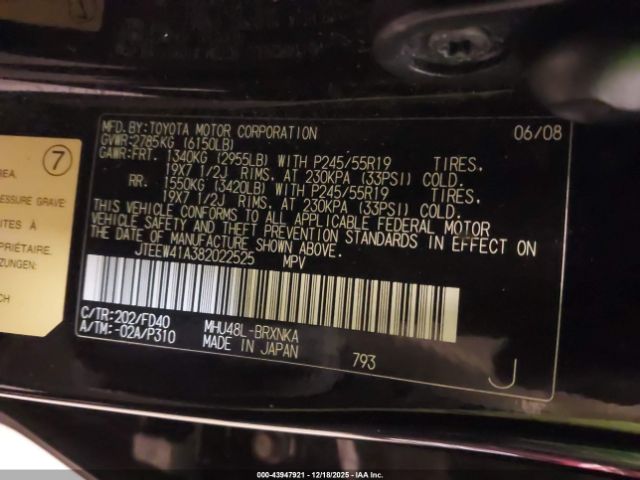 MFD. BY: TOYOTA MOTOR CORPORATION 06/08
GVWR: 2785KG (6150LB)
GAWR: FRT. 1340KG (2955LB) WITH P245/55R19 TIRES.
19X7 1/2J RIMS. AT 230KPA (33PSI) COLD.
RR. 1550KG (3420LB) WITH P245/55R19 TIRES.
19X7 1/2J RIMS. AT 230KPA (33PSI) COLD.
THIS VEHICLE CONFORMS TO ALL APPLICABLE FEDERAL MOTOR
VEHICLE SAFETY AND THEFT PREVENTION STANDARDS IN EFFECT ON
THE DATE OF MANUFACTURE SHOWN ABOVE.
JTEEW41A382022525 MPV
C/TR: 202/FD40 MHU48L-BRXNKA
A/TM: -02A/P310 MADE IN JAPAN 793 J
7
REA.
ESSURE GRAVE
ITES À
PRIÉTAIRE.
ZUNGEN:
CH
000-43947921 - 12/18/2025 - IAAI, INC.